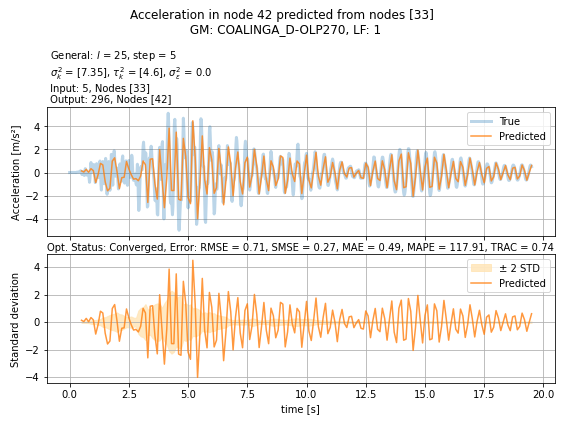 Acceleration in node 42 predicted from nodes [33]
GM: COALINGA_D-OLP270, LF: 1
General: l = 25, step = 5
σ²ₖ = [7.35], τ²ₖ = [4.6], σ²ε = 0.0
Input: 5, Nodes [33]
Output: 296, Nodes [42]
Acceleration [m/s²]
4
2
0
−2
−4
True
Predicted
Opt. Status: Converged, Error: RMSE = 0.71, SMSE = 0.27, MAE = 0.49, MAPE = 117.91, TRAC = 0.74
Standard deviation
4
2
0
−2
−4
± 2 STD
Predicted
0.0 2.5 5.0 7.5 10.0 12.5 15.0 17.5 20.0
time [s]